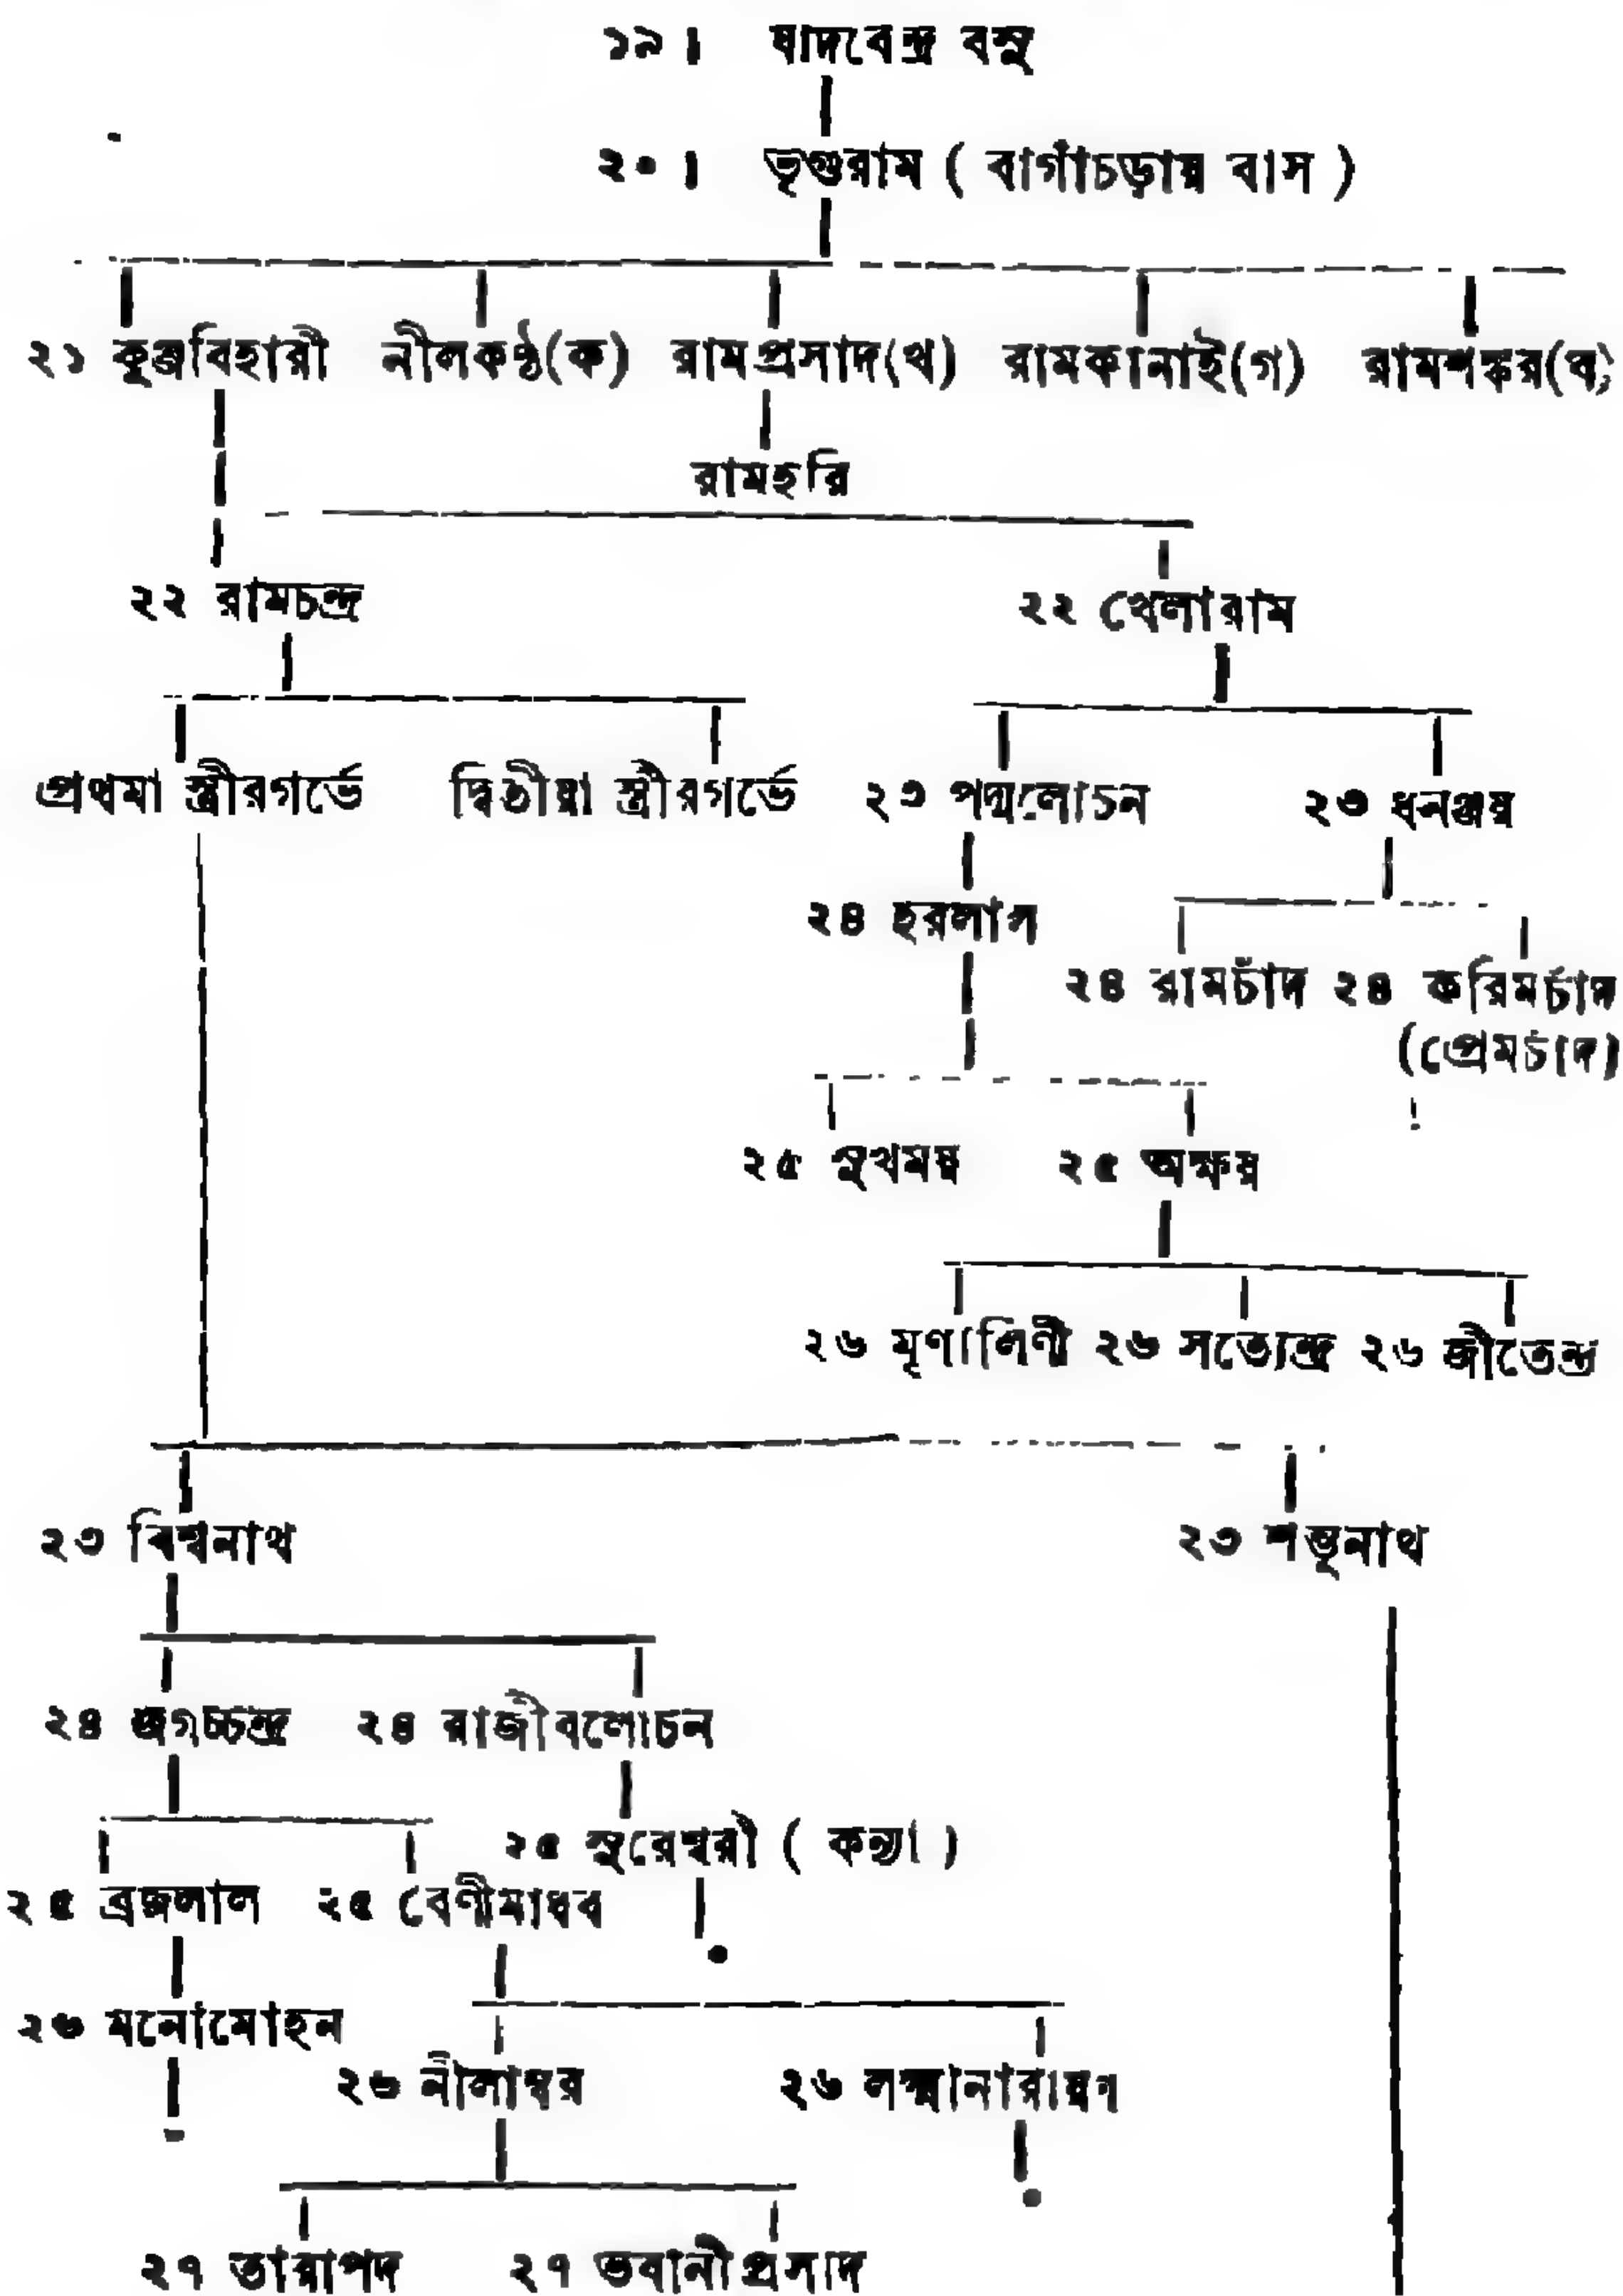 ১৯। যাদবেন্দ্র বসু
২০। ভৃগুরাম ( বাগাঁচড়ায় বাস )
২১ কুঞ্জবিহারী নীলকণ্ঠ(ক) রামপ্রসাদ(খ) রামকানাই(গ) রামশঙ্কর(ঘ)
রামহরি
২২ রামচন্দ্র ২২ খেলারাম
প্রথমা স্ত্রীরগর্ভে দ্বিতীয়া স্ত্রীরগর্ভে ২৩ পদ্মলোচন ২৩ ধনঞ্জয়
২৪ হরলাল
২৪ রামচাঁদ ২৪ করিমচাঁদ
(প্রেমচাঁদ)
২৫ সুখময় ২৫ অক্ষয়
২৬ মৃণালিণী ২৬ সত্যেন্দ্র ২৬ জীতেন্দ্র
২৩ বিশ্বনাথ ২৩ শম্ভূনাথ
২৪ জগচ্চন্দ্র ২৪ রাজীবলোচন
২৫ সুরেশ্বরী ( কন্যা )
২৫ ব্রজলাল ২৫ বেণীমাধব
২৬ মনোমোহন
২৬ নীলাম্বর ২৬ লক্ষ্মীনারায়ণ
২৭ তারাপদ ২৭ ভবানীপ্রসাদ